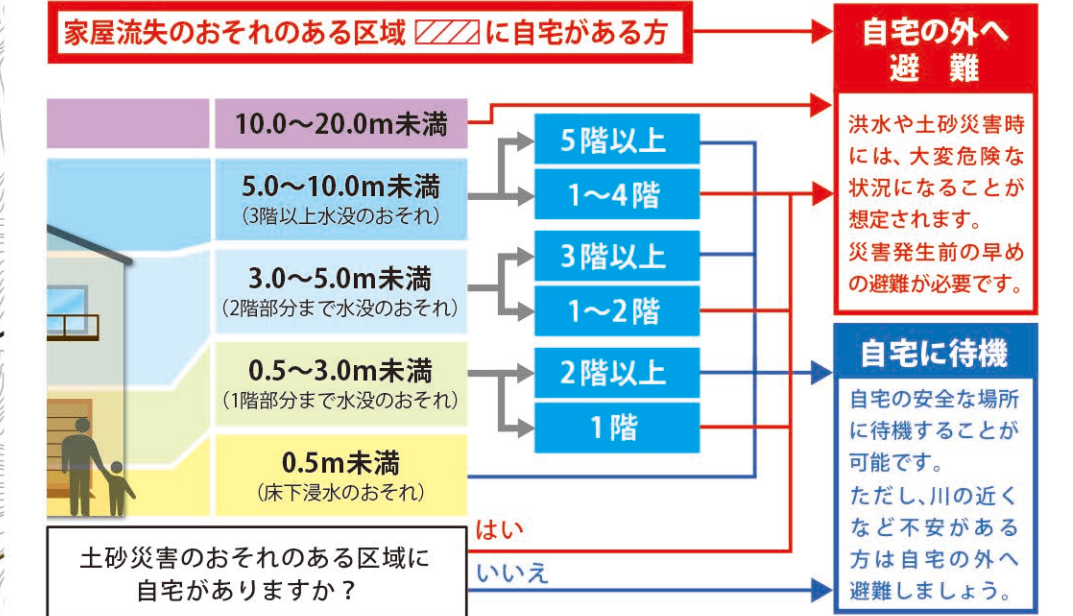 家屋流失のおそれのある区域 に自宅がある方
自宅の外へ
避 難
洪水や土砂災害時
には、大変危険な
状況になることが
想定されます。
災害発生前の早め
の避難が必要です。
10.0～20.0m未満
5.0～10.0m未満
（3階以上水没のおそれ）
5階以上
1～4階
3.0～5.0m未満
（2階部分まで水没のおそれ）
3階以上
1～2階
0.5～3.0m未満
（1階部分まで水没のおそれ）
2階以上
1階
0.5m未満
（床下浸水のおそれ）
自宅に待機
自宅の安全な場所
に待機することが
可能です。
ただし、川の近く
など不安がある
方は自宅の外へ
避難しましょう。
土砂災害のおそれのある区域に
自宅がありますか？
はい
いいえ